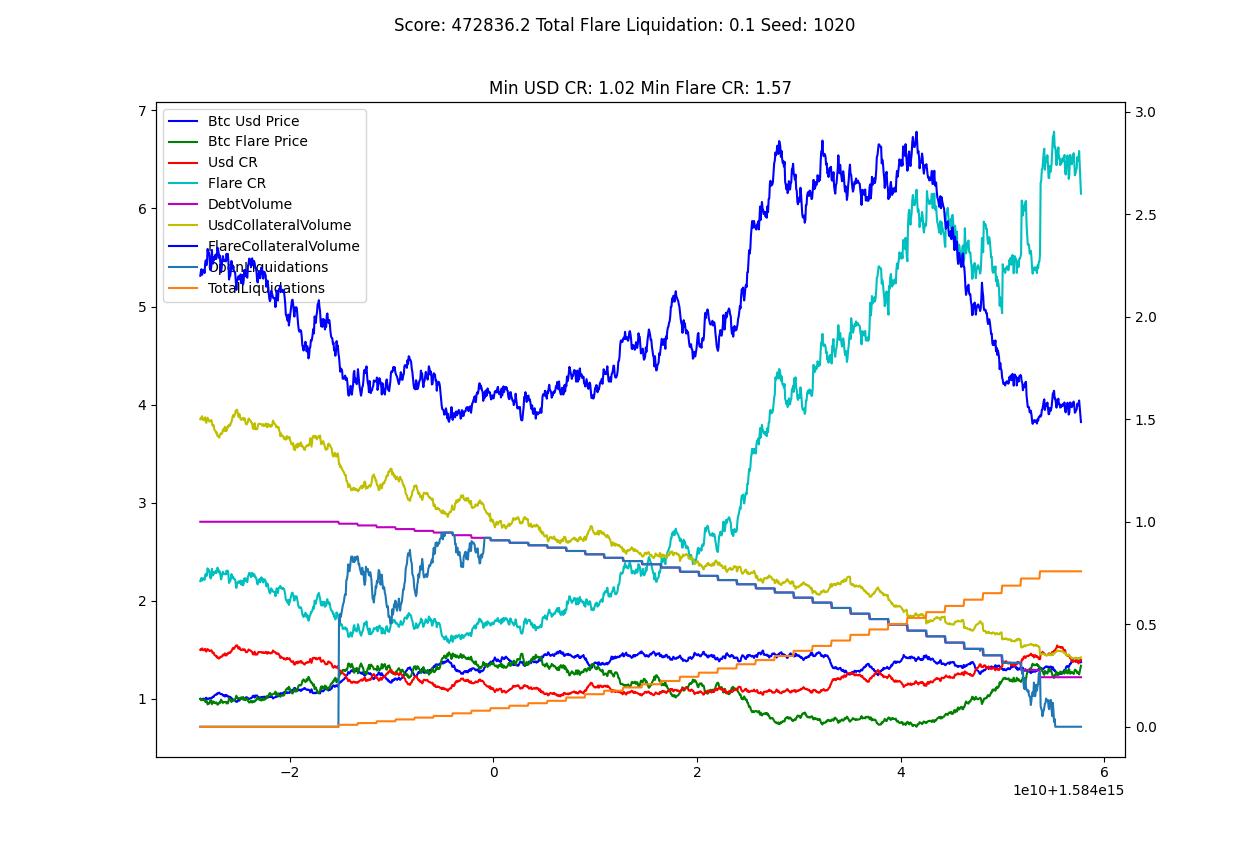 Score: 472836.2 Total Flare Liquidation: 0.1 Seed: 1020
Min USD CR: 1.02 Min Flare CR: 1.57
7
6
5
4
3
2
1
Btc Usd Price
Btc Flare Price
Usd CR
Flare CR
DebtVolume
UsdCollateralVolume
FlareCollateralVolume
OpenLiquidations
TotalLiquidations
3.0
2.5
2.0
1.5
1.0
0.5
0.0
−2 0 2 4 6
1e10+1.584e15